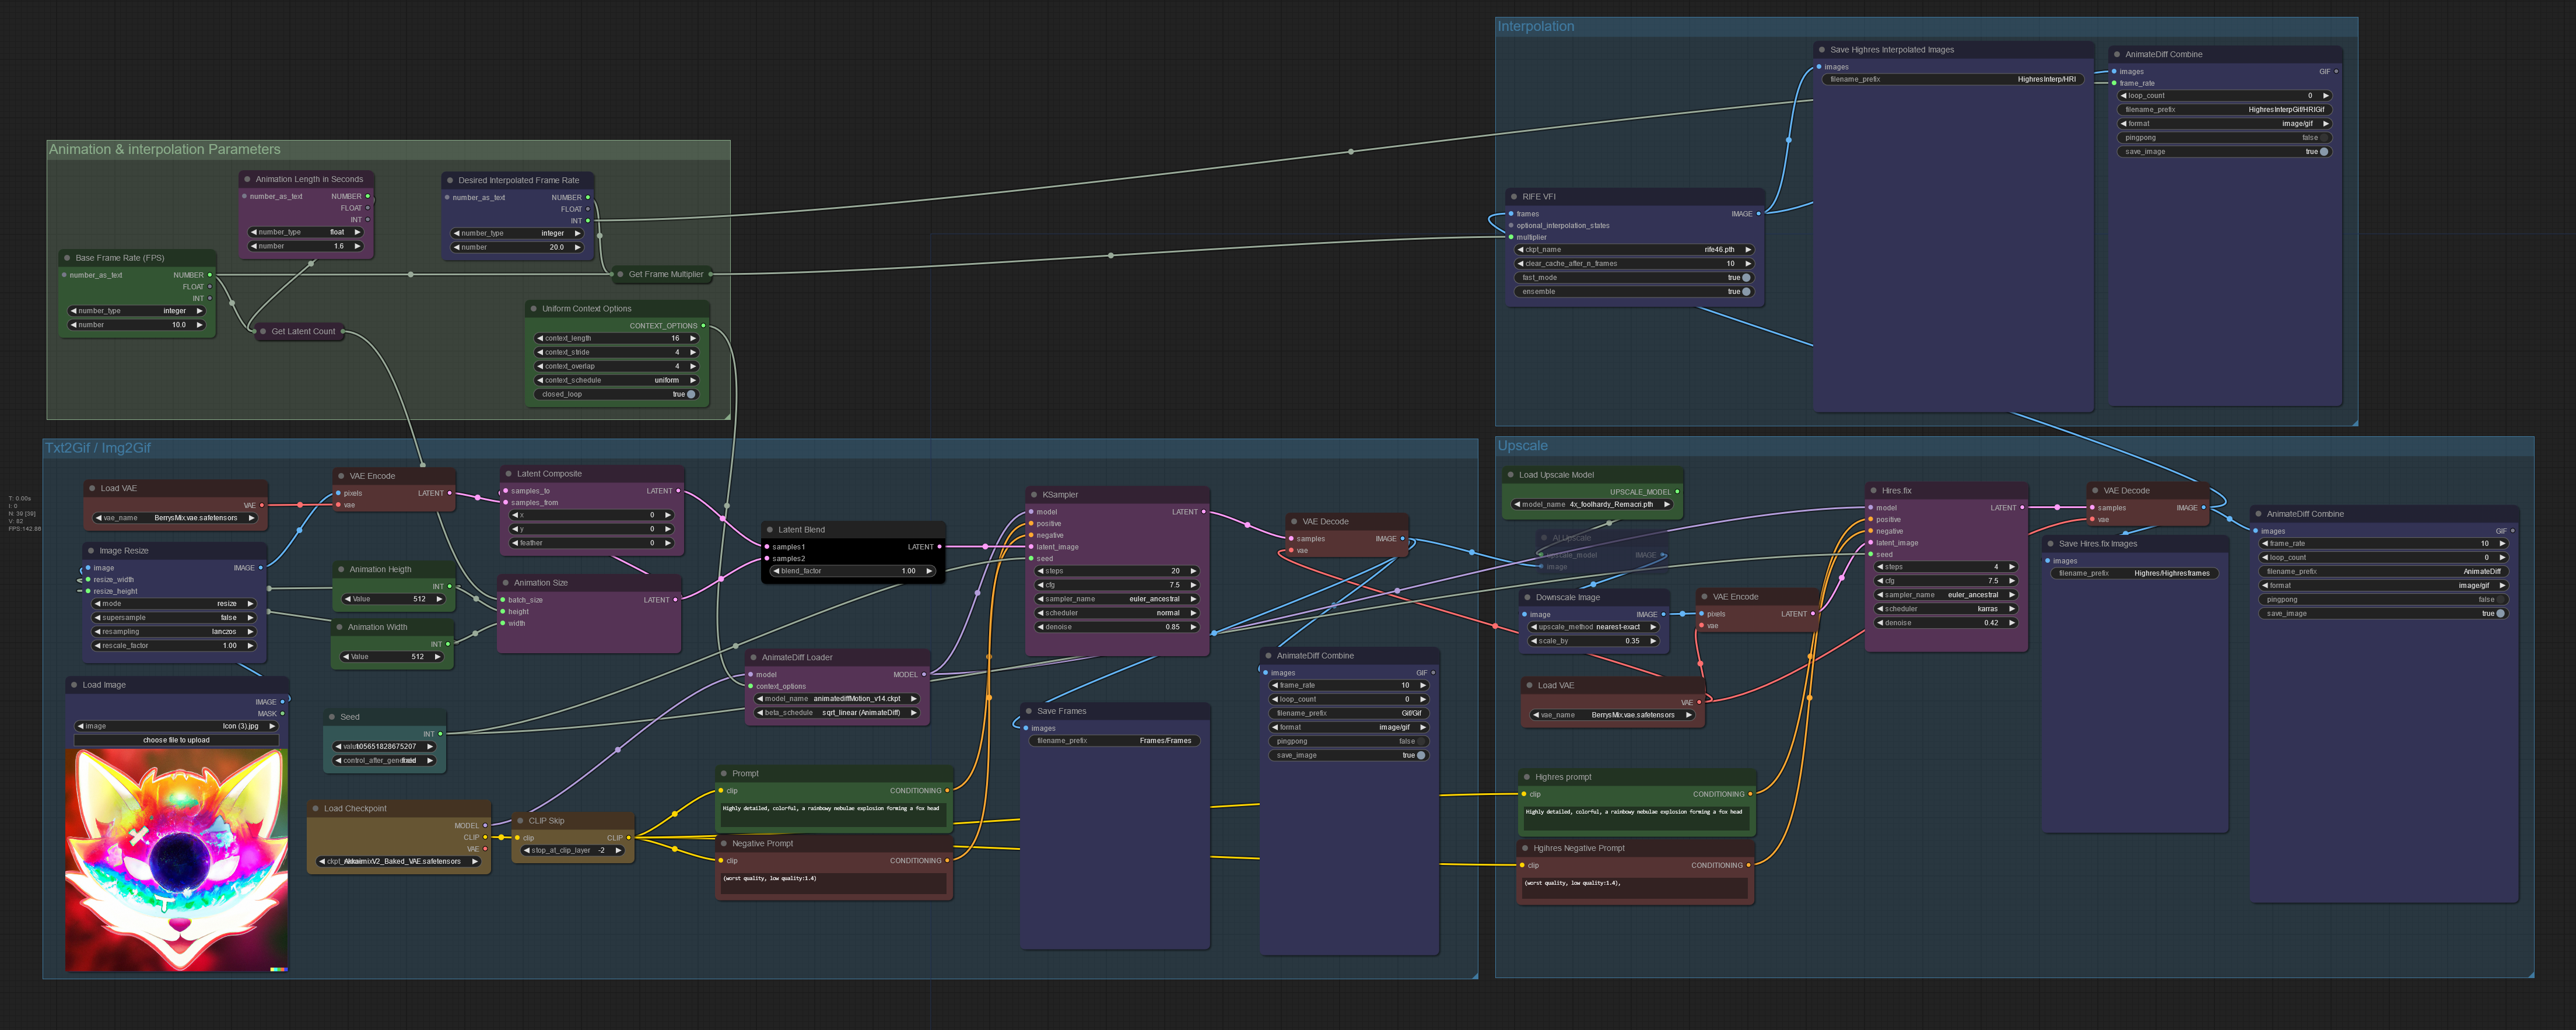 Animation & interpolation Parameters
Animation Length in Seconds
number_as_text NUMBER
FLOAT
INT
number_type float
number 1.6
Desired Interpolated Frame Rate
number_as_text NUMBER
FLOAT
INT
number_type integer
number 20.0
Base Frame Rate (FPS)
number_as_text NUMBER
FLOAT
INT
number_type integer
number 10.0
Get Frame Multiplier
Get Latent Count
Uniform Context Options
CONTEXT_OPTIONS
context_length 16
context_stride 4
context_overlap 4
context_schedule uniform
closed_loop true
Interpolation
RIFE VFI
frames IMAGE
optional_interpolation_states
multiplier
ckpt_name rife46.pth
clear_cache_after_n_frames 10
fast_mode true
ensemble true
Save Highres Interpolated Images
images
filename_prefix HighresInterp/HRI
AnimateDiff Combine
images GIF
frame_rate
loop_count 0
filename_prefix HighresInterpGif/HRIGif
format image/gif
pingpong false
save_image true
T: 0.00s
I: 0
N: 39 [39]
V: 82
FPS:142.86
Txt2Gif / Img2Gif
Load VAE
VAE
vae_name BerrysMix.vae.safetensors
VAE Encode
pixels LATENT
vae
Latent Composite
samples_to LATENT
samples_from
x 0
y 0
feather 0
Image Resize
image IMAGE
resize_width
resize_height
mode resize
supersample false
resampling lanczos
rescale_factor 1.00
Animation Heigth
INT
Value 512
Animation Width
INT
Value 512
Animation Size
batch_size LATENT
height
width
Latent Blend
samples1 LATENT
samples2
blend_factor 1.00
KSampler
model LATENT
positive
negative
latent_image
seed
steps 20
cfg 7.5
sampler_name euler_ancestral
scheduler normal
denoise 0.85
VAE Decode
samples IMAGE
vae
Load Image
IMAGE
MASK
image Icon (3).jpg
choose file to upload
Seed
INT
105651828675207
AnimateDiff Loader
model MODEL
context_options
model_name animatediffMotion_v14.ckpt
beta_schedule sqrt_linear (AnimateDiff)
Load Checkpoint
MODEL
CLIP
VAE
CLIP Skip
clip CLIP
stop_at_clip_layer -2
Prompt
clip CONDITIONING
Highly detailed, colorful, a rainbowy nebulae explosion forming a fox head
Negative Prompt
clip CONDITIONING
(worst quality, low quality:1.4)
Save Frames
images
filename_prefix Frames/Frames
AnimateDiff Combine
images GIF
frame_rate 10
loop_count 0
filename_prefix Gif/Gif
format image/gif
pingpong false
save_image true
Upscale
Load Upscale Model
UPSCALE_MODEL
model_name 4x_foolhardy_Remacri.pth
AI Upscale
upscale_model IMAGE
image
Downscale Image
image IMAGE
upscale_method nearest-exact
scale_by 0.35
VAE Encode
pixels LATENT
vae
Load VAE
VAE
vae_name BerrysMix.vae.safetensors
Highres prompt
clip CONDITIONING
Highly detailed, colorful, a rainbowy nebulae explosion forming a fox head
Hgihres Negative Prompt
clip CONDITIONING
(worst quality, low quality:1.4),
Hires.fix
model LATENT
positive
negative
latent_image
seed
steps 4
cfg 7.5
sampler_name euler_ancestral
scheduler karras
denoise 0.42
VAE Decode
samples IMAGE
vae
Save Hires.fix Images
images
filename_prefix Highres/Highresframes
AnimateDiff Combine
images GIF
frame_rate 10
loop_count 0
filename_prefix AnimateDiff
format image/gif
pingpong false
save_image true